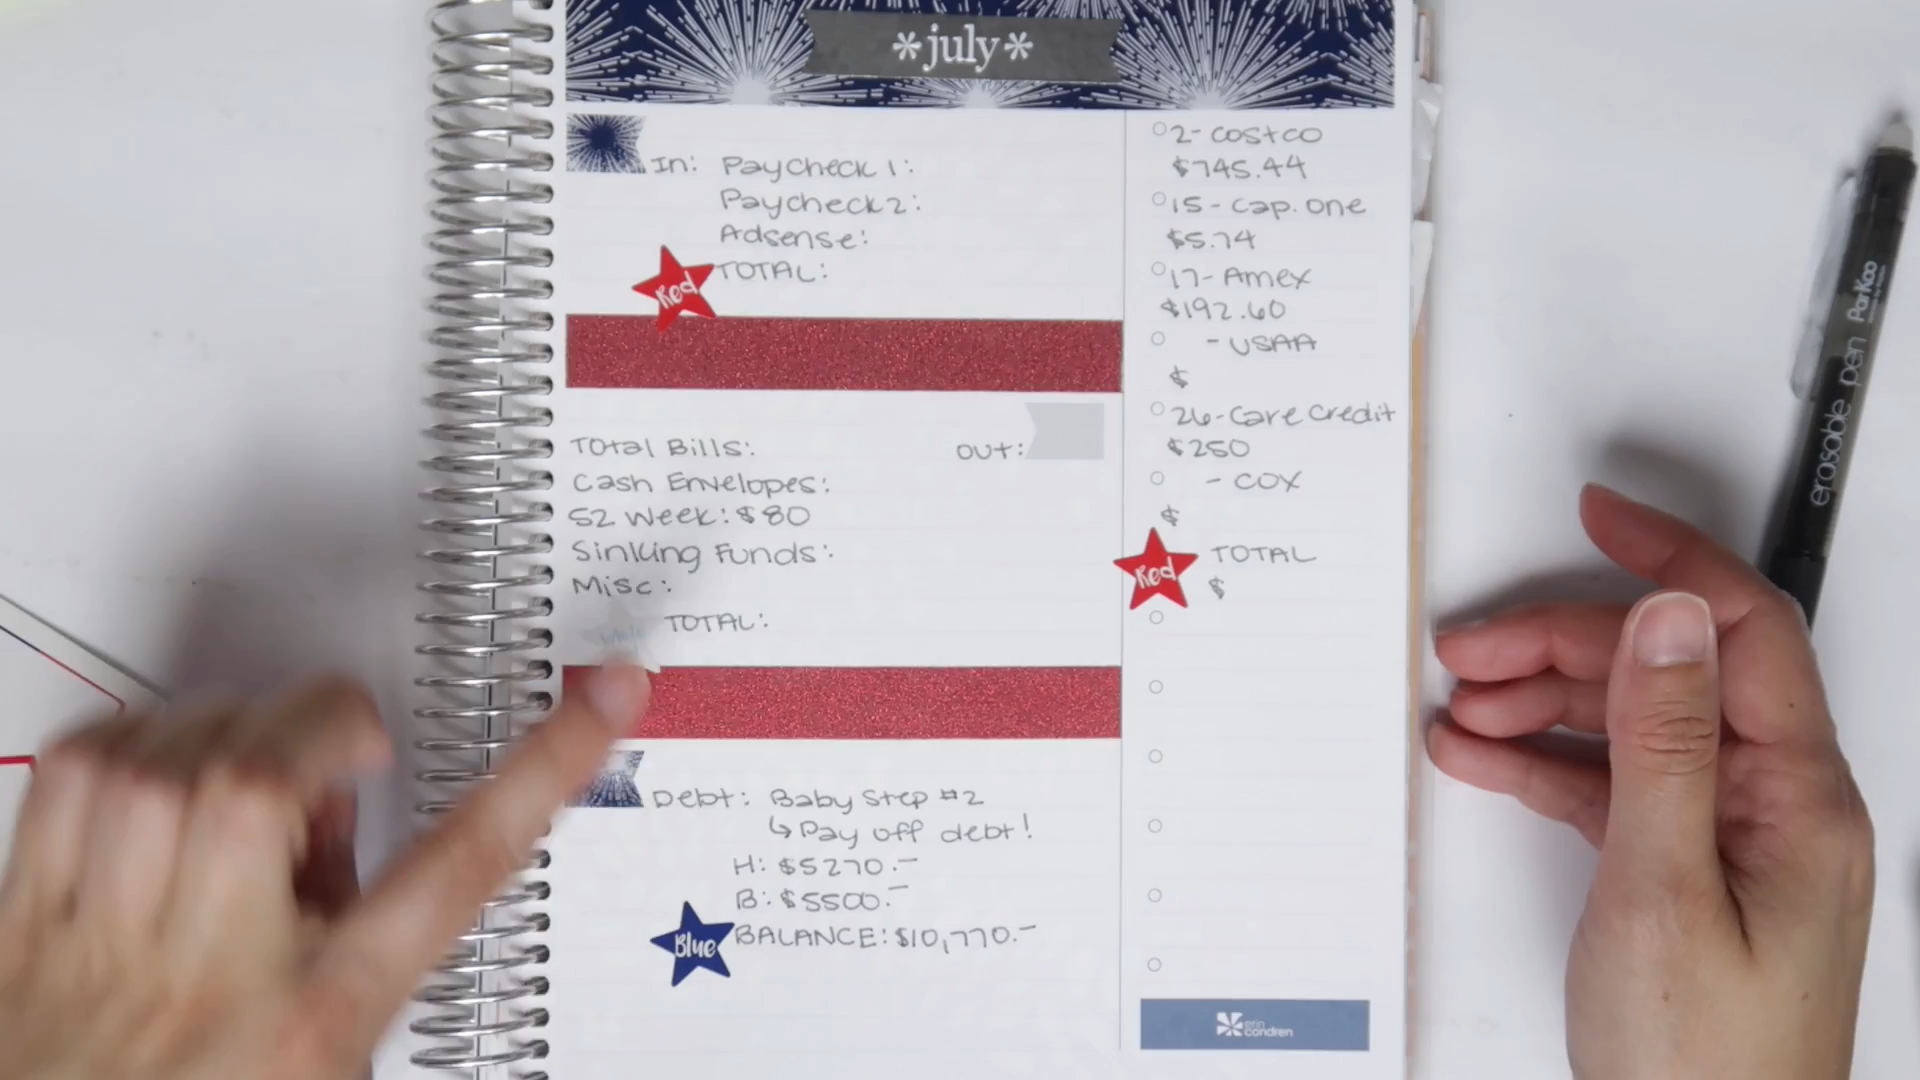 *july*
In: Paycheck 1:
Paycheck 2:
Adsense:
TOTAL:
Red
Total Bills:
OUT:
Cash Envelopes:
52 Week: $80
Sinking Funds:
Misc:
TOTAL:
Debt: Baby Step #2
↳ Pay off debt!
H: $5270.-
B: $5500.-
Blue
BALANCE: $10,770.-
2- Costco
$745.44
15- Cap. One
$5.74
17- Amex
$192.60
- USAA
$
26- Care Credit
$250
- COX
$
Red
TOTAL
$
erin
condren
erasable pen ParKoo